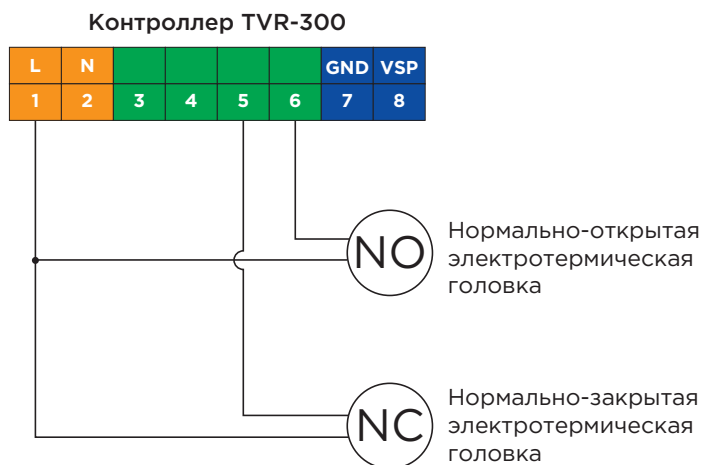 Контроллер TVR-300
L N GND VSP
1 2 3 4 5 6 7 8
NO
Нормально-открытая
электротермическая
головка
NC
Нормально-закрытая
электротермическая
головка